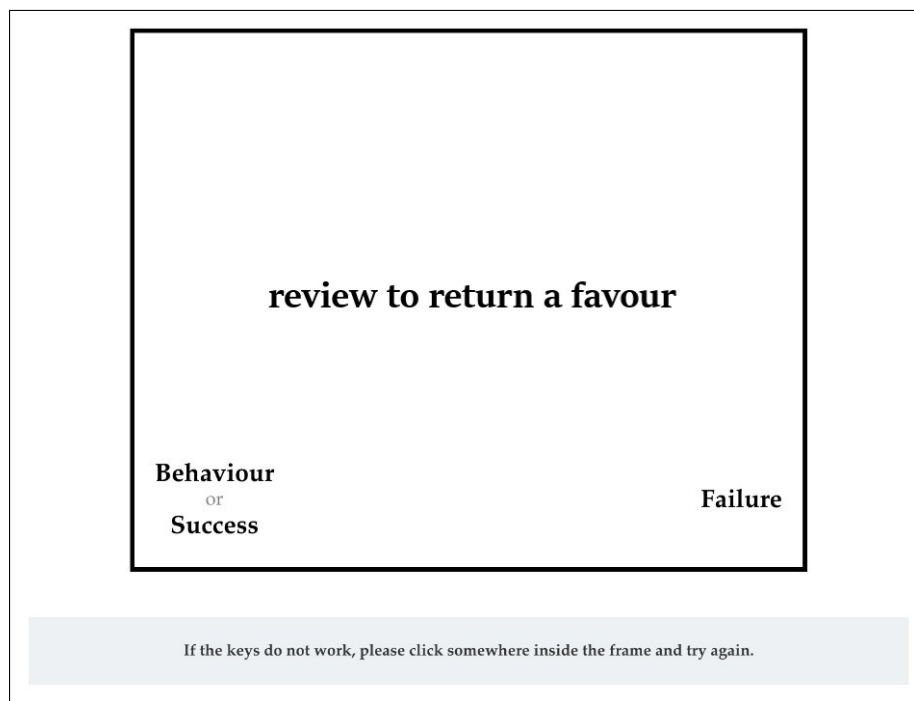 review to return a favour
Behaviour
or
Success
Failure
If the keys do not work, please click somewhere inside the frame and try again.